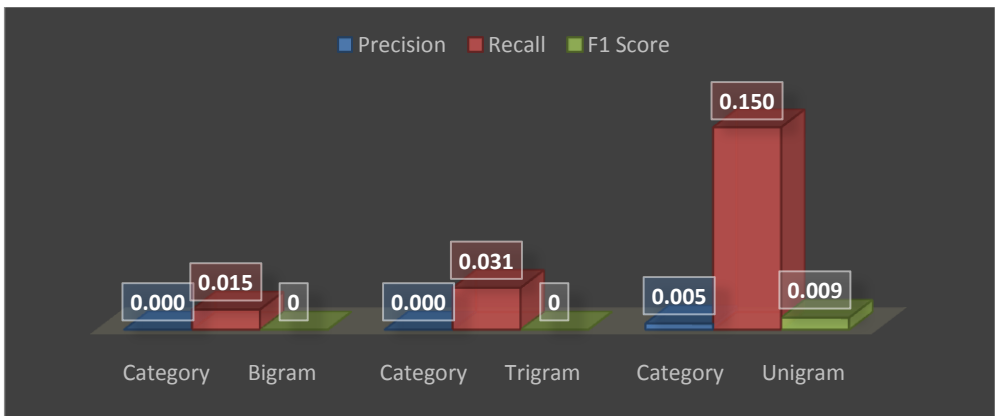 Precision Recall F1 Score
0.150
0.015 0.031
0.000 0 0.000 0 0.005 0.009
Category Bigram Category Trigram Category Unigram